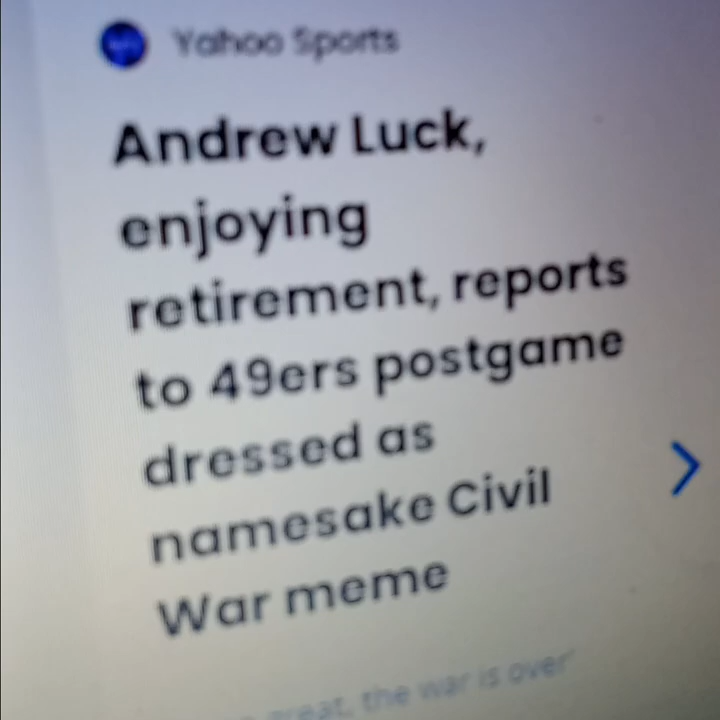 Yahoo Sports
Andrew Luck,
enjoying
retirement, reports
to 49ers postgame
dressed as
namesake Civil
War meme
great, the war is over'